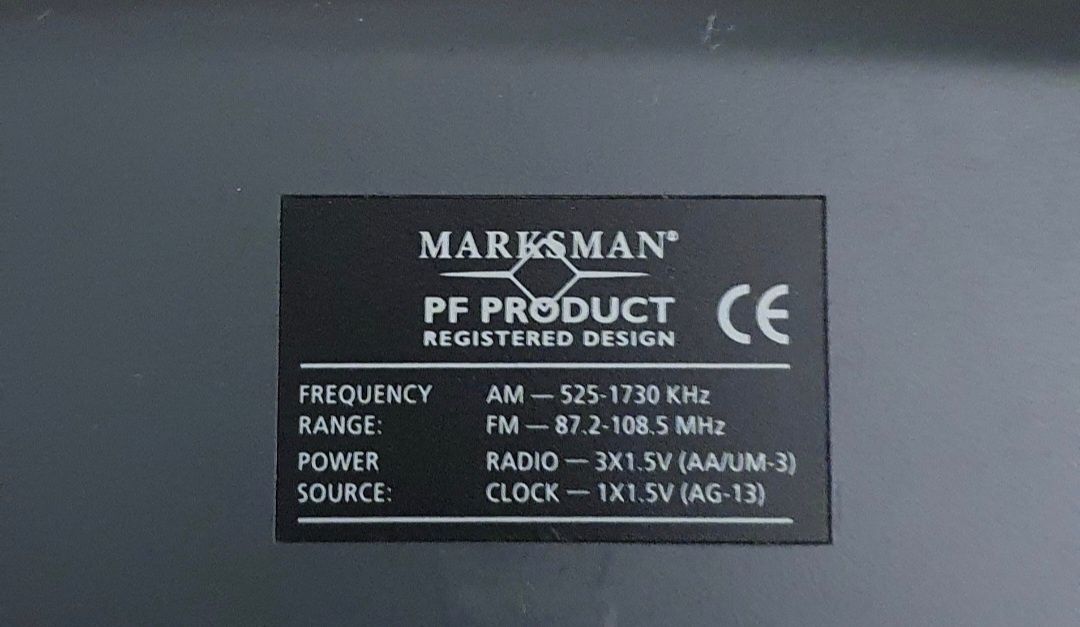 MARKSMAN®
PF PRODUCT
REGISTERED DESIGN
CE
FREQUENCY AM — 525-1730 KHz
RANGE: FM — 87.2-108.5 MHz
POWER RADIO — 3X1.5V (AA/UM-3)
SOURCE: CLOCK — 1X1.5V (AG-13)